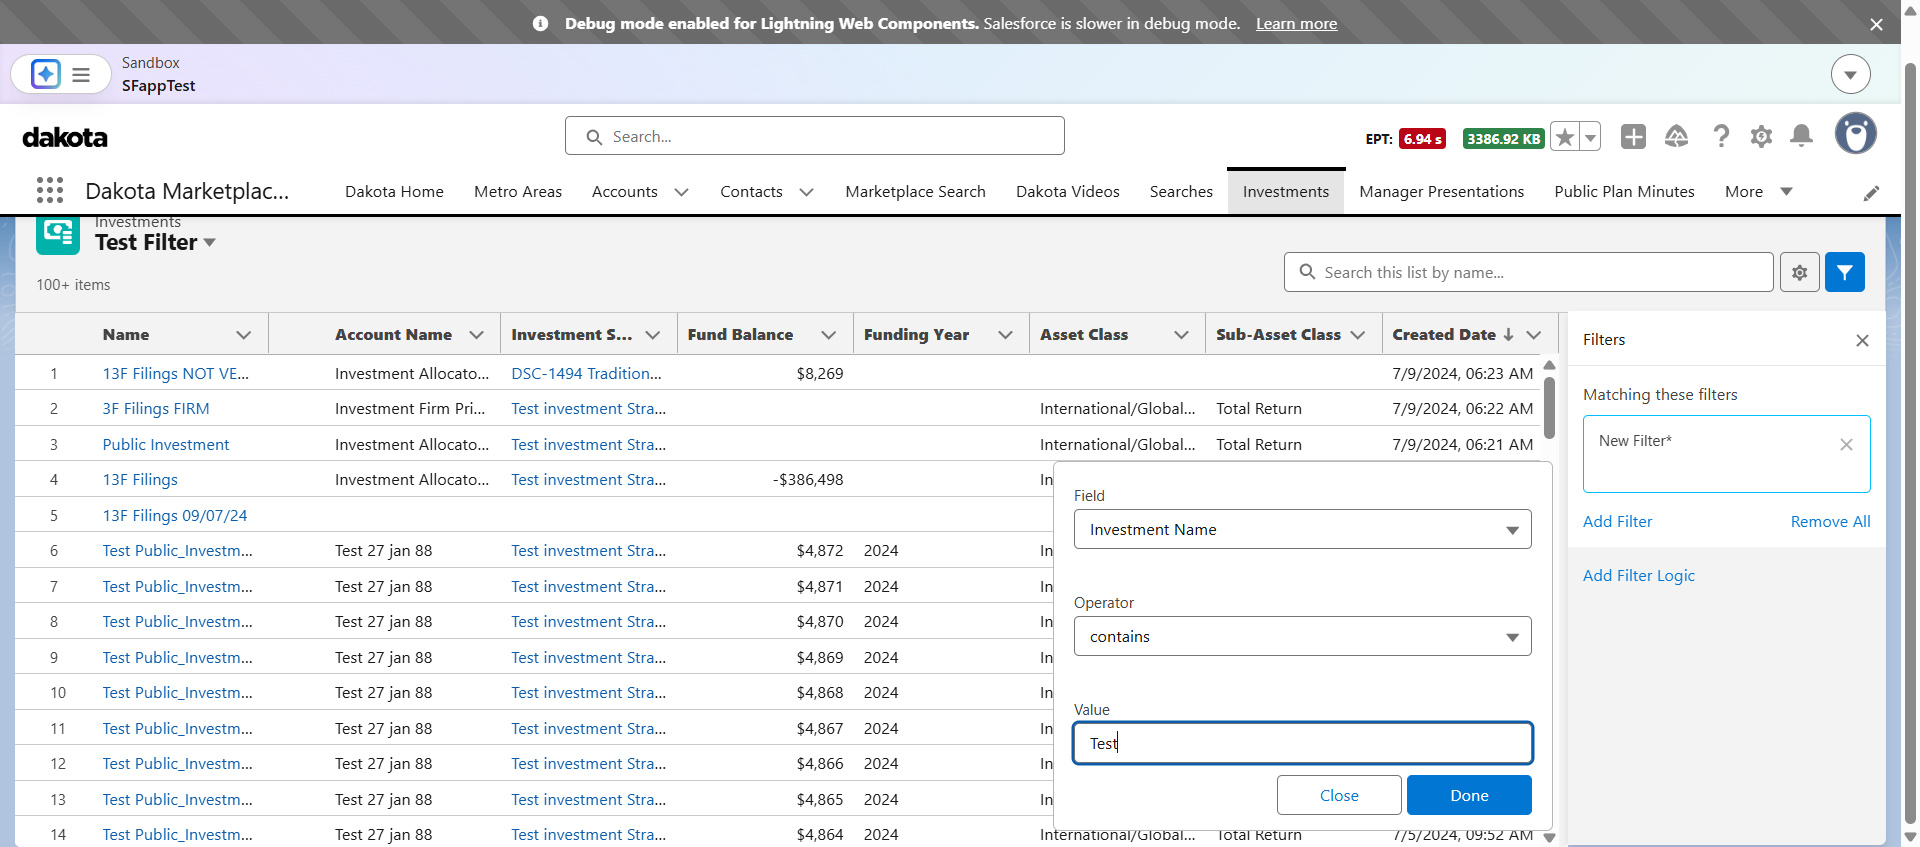 Debug mode enabled for Lightning Web Components. Salesforce is slower in debug mode. Learn more
Sandbox
SFappTest
dakota
Search...
EPT: 6.94 s 3386.92 KB
Dakota Marketplac... Dakota Home Metro Areas Accounts Contacts Marketplace Search Dakota Videos Searches Investments Manager Presentations Public Plan Minutes More
Investments
Test Filter
100+ items
Search this list by name...
Name Account Name Investment S... Fund Balance Funding Year Asset Class Sub-Asset Class Created Date
1 13F Filings NOT VE... Investment Allocato... DSC-1494 Tradition... $8,269 7/9/2024, 06:23 AM
2 3F Filings FIRM Investment Firm Pri... Test investment Stra... International/Global... Total Return 7/9/2024, 06:22 AM
3 Public Investment Investment Allocato... Test investment Stra... International/Global... Total Return 7/9/2024, 06:21 AM
4 13F Filings Investment Allocato... Test investment Stra... -$386,498 In
5 13F Filings 09/07/24
6 Test Public_Investm... Test 27 jan 88 Test investment Stra... $4,872 2024 In
7 Test Public_Investm... Test 27 jan 88 Test investment Stra... $4,871 2024 In
8 Test Public_Investm... Test 27 jan 88 Test investment Stra... $4,870 2024 In
9 Test Public_Investm... Test 27 jan 88 Test investment Stra... $4,869 2024 In
10 Test Public_Investm... Test 27 jan 88 Test investment Stra... $4,868 2024 In
11 Test Public_Investm... Test 27 jan 88 Test investment Stra... $4,867 2024 In
12 Test Public_Investm... Test 27 jan 88 Test investment Stra... $4,866 2024 In
13 Test Public_Investm... Test 27 jan 88 Test investment Stra... $4,865 2024 In
14 Test Public_Investm... Test 27 jan 88 Test investment Stra... $4,864 2024 International/Global... Total Return 7/5/2024, 09:52 AM
Field
Investment Name
Operator
contains
Value
Test
Close Done
Filters
Matching these filters
New Filter*
Add Filter Remove All
Add Filter Logic